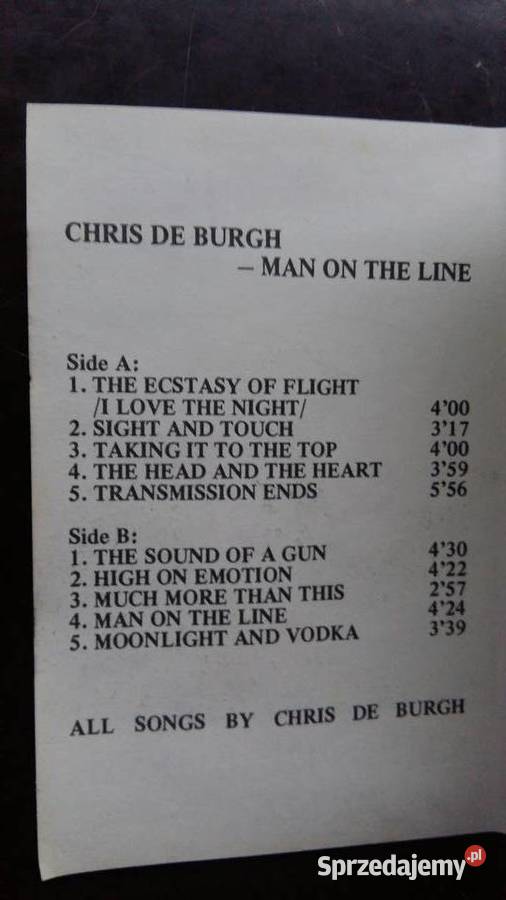 CHRIS DE BURGH
– MAN ON THE LINE
Side A:
1. THE ECSTASY OF FLIGHT
/I LOVE THE NIGHT/ 4'00
2. SIGHT AND TOUCH 3'17
3. TAKING IT TO THE TOP 4'00
4. THE HEAD AND THE HEART 3'59
5. TRANSMISSION ENDS 5'56
Side B:
1. THE SOUND OF A GUN 4'30
2. HIGH ON EMOTION 4'22
3. MUCH MORE THAN THIS 2'57
4. MAN ON THE LINE 4'24
5. MOONLIGHT AND VODKA 3'39
ALL SONGS BY CHRIS DE BURGH
Sprzedajemy.pl